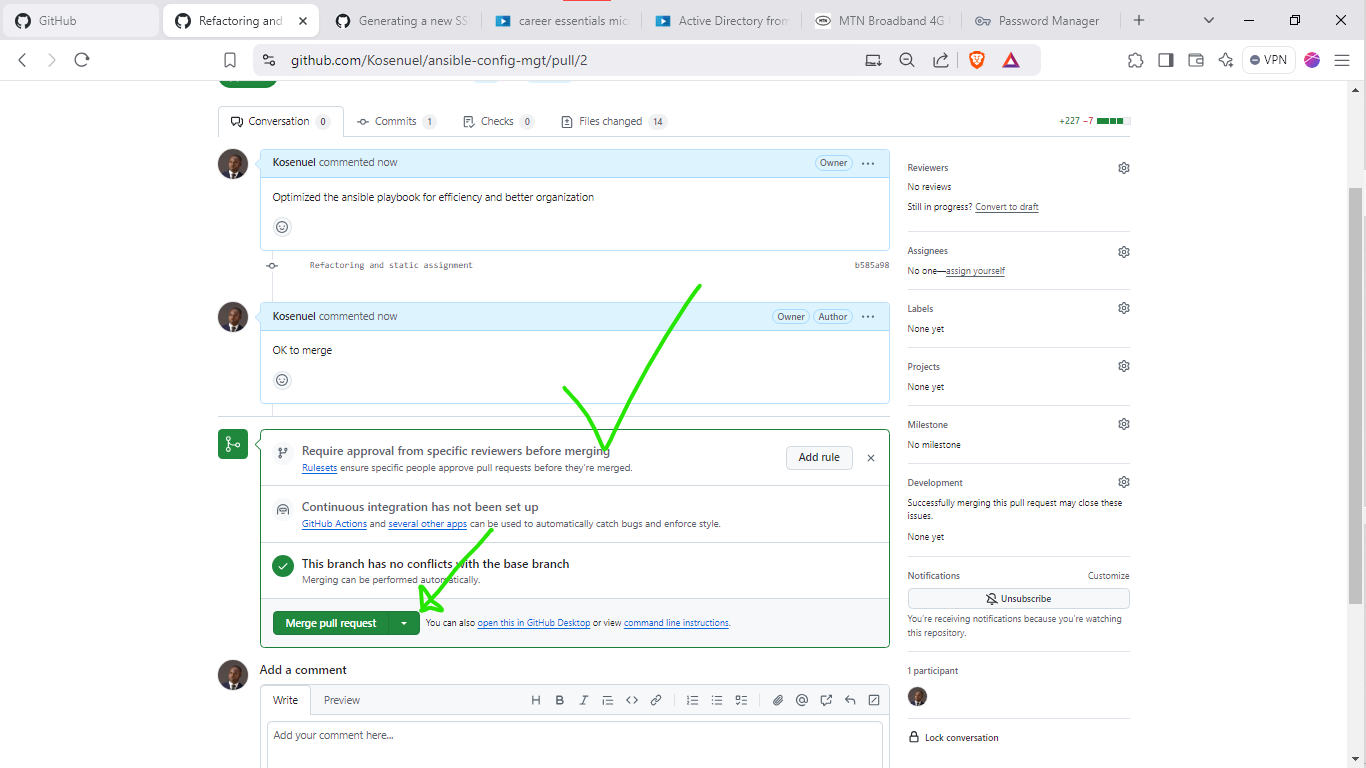 GitHub
Refactoring and
Generating a new SS
career essentials mic
Active Directory from
MTN Broadband 4G
Password Manager
github.com/Kosenuel/ansible-config-mgt/pull/2
VPN
Conversation 0
Commits 1
Checks 0
Files changed 14
+227 −7
Kosenuel commented now
Owner
Optimized the ansible playbook for efficiency and better organization
Refactoring and static assignment
b585a98
Kosenuel commented now
Owner
Author
OK to merge
Require approval from specific reviewers before merging
Rulesets ensure specific people approve pull requests before they're merged.
Add rule
Continuous integration has not been set up
GitHub Actions and several other apps can be used to automatically catch bugs and enforce style.
This branch has no conflicts with the base branch
Merging can be performed automatically.
Merge pull request
You can also open this in GitHub Desktop or view command line instructions.
Add a comment
Write
Preview
Add your comment here...
Reviewers
No reviews
Still in progress? Convert to draft
Assignees
No one—assign yourself
Labels
None yet
Projects
None yet
Milestone
No milestone
Development
Successfully merging this pull request may close these
issues.
None yet
Notifications
Customize
Unsubscribe
You're receiving notifications because you're watching
this repository.
1 participant
Lock conversation